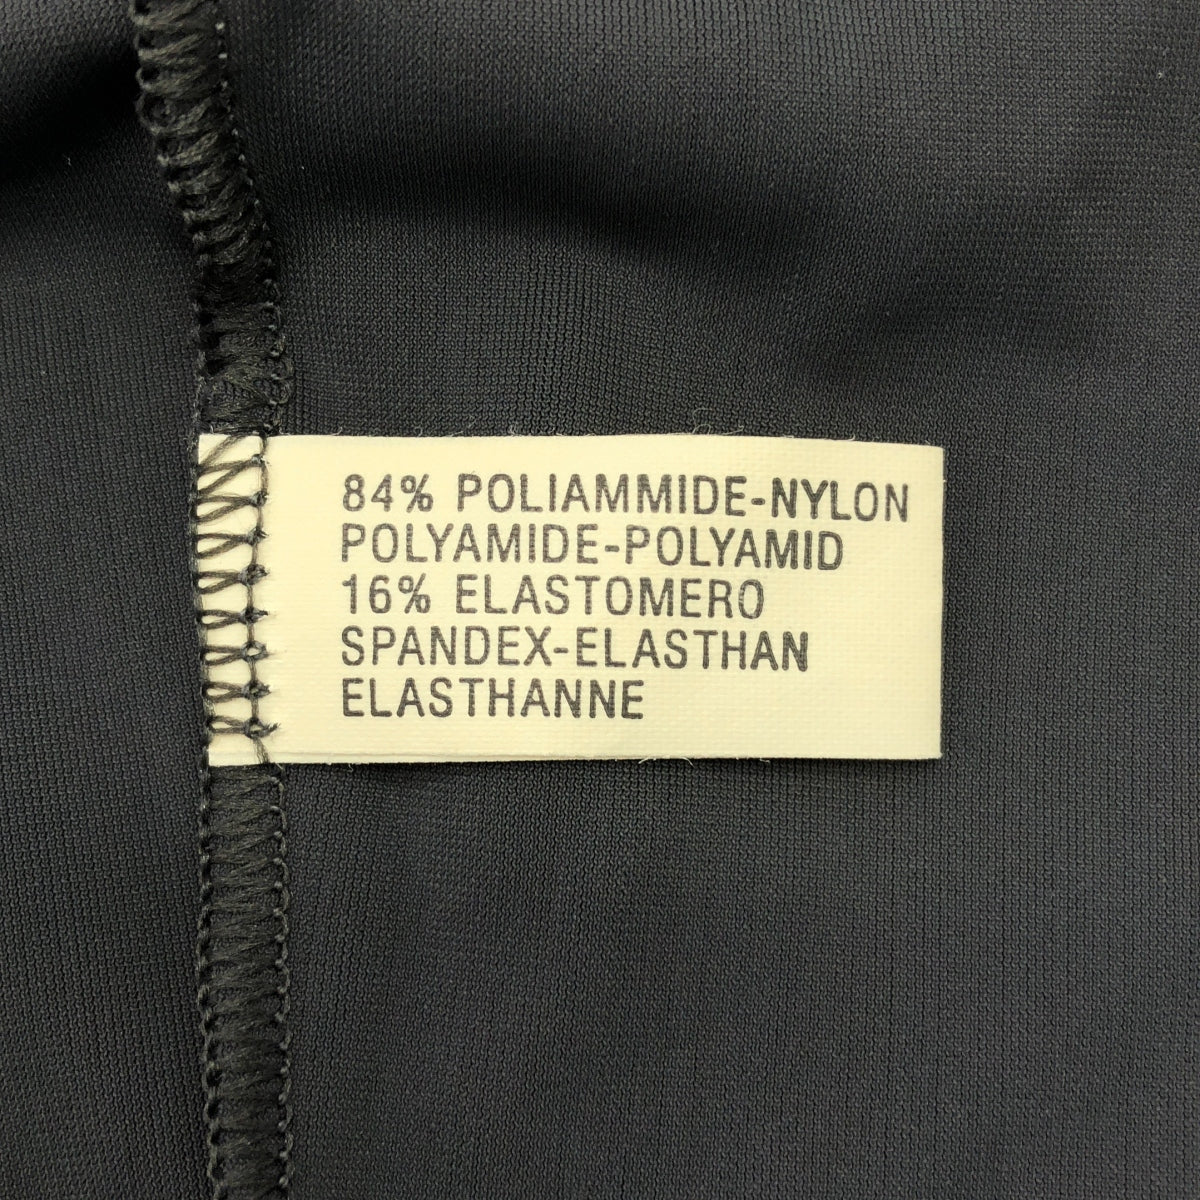 84% POLIAMMIDE-NYLON
POLYAMIDE-POLYAMID
16% ELASTOMERO
SPANDEX-ELASTHAN
ELASTHANNE